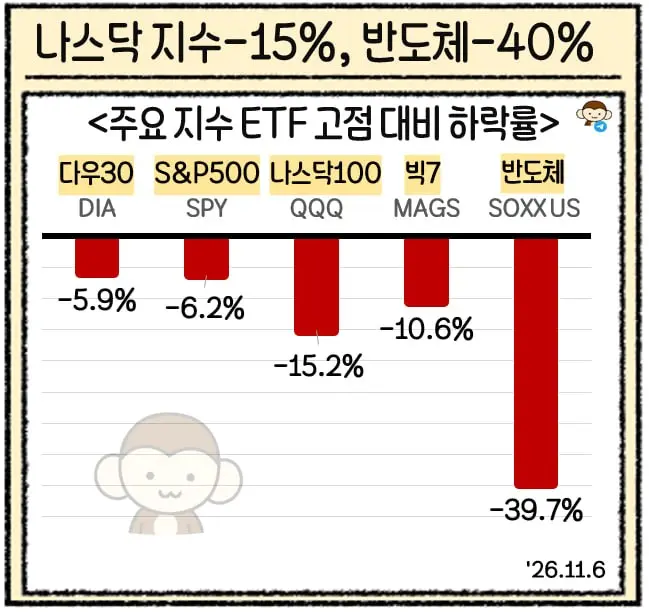 나스닥 지수-15%, 반도체-40%
<주요 지수 ETF 고점 대비 하락률>
다우30 S&P500 나스닥100 빅7 반도체
DIA SPY QQQ MAGS SOXX US
-5.9% -6.2% -15.2% -10.6% -39.7%
'26.11.6